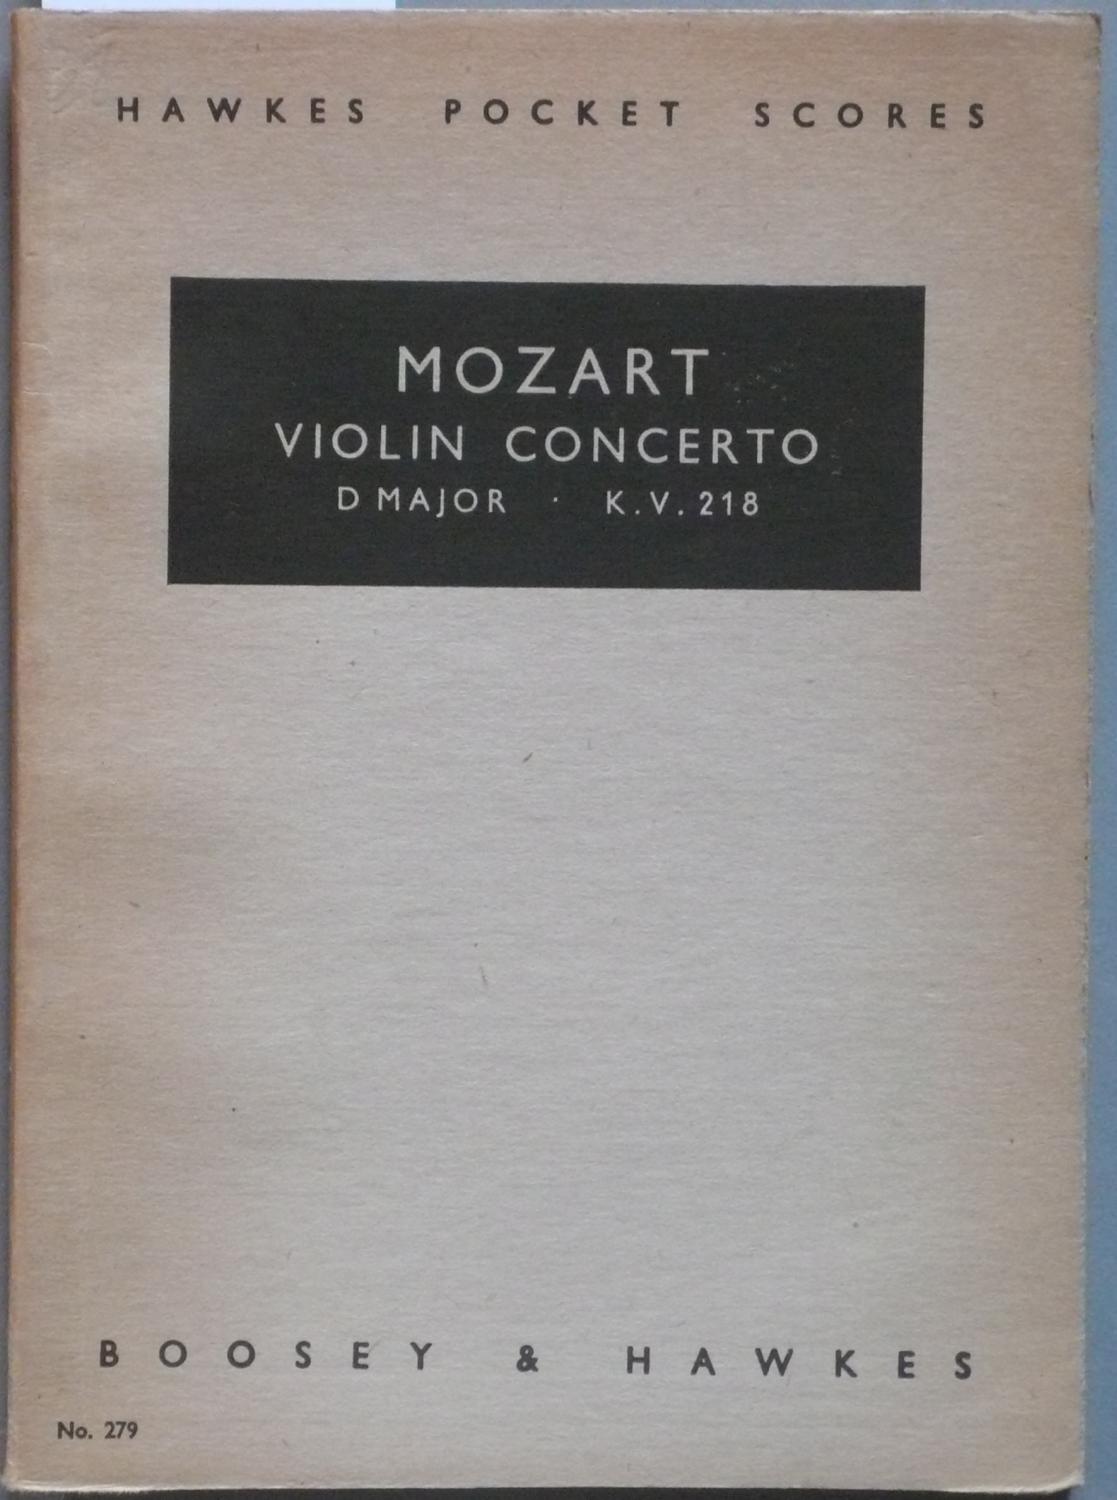 HAWKES POCKET SCORES
MOZART
VIOLIN CONCERTO
D MAJOR · K.V. 218
BOOSEY & HAWKES
No. 279